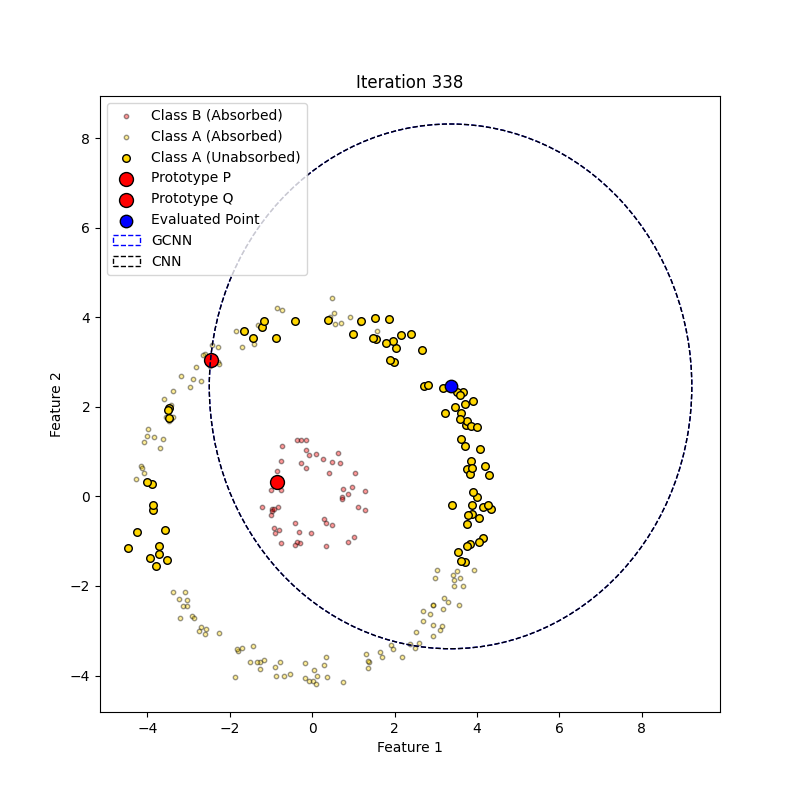 Iteration 338
Class B (Absorbed)
Class A (Absorbed)
Class A (Unabsorbed)
Prototype P
Prototype Q
Evaluated Point
GCNN
CNN
8
6
4
2
0
−2
−4
Feature 2
−4 −2 0 2 4 6 8
Feature 1